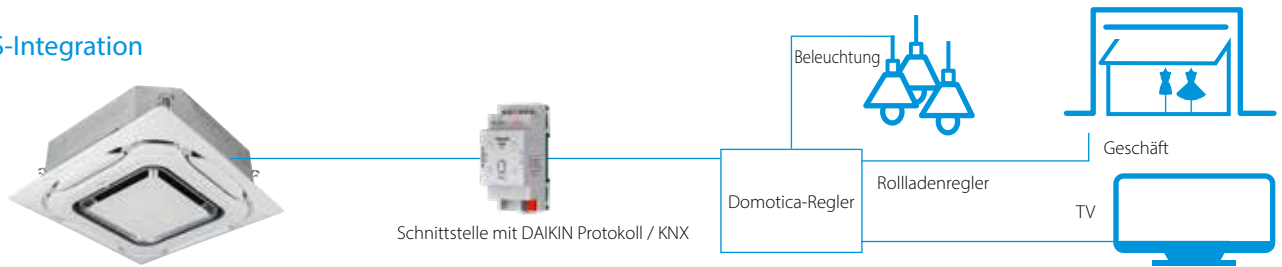 S-Integration
Beleuchtung
Geschäft
Rollladenregler
Domotica-Regler
TV
Schnittstelle mit DAIKIN Protokoll / KNX